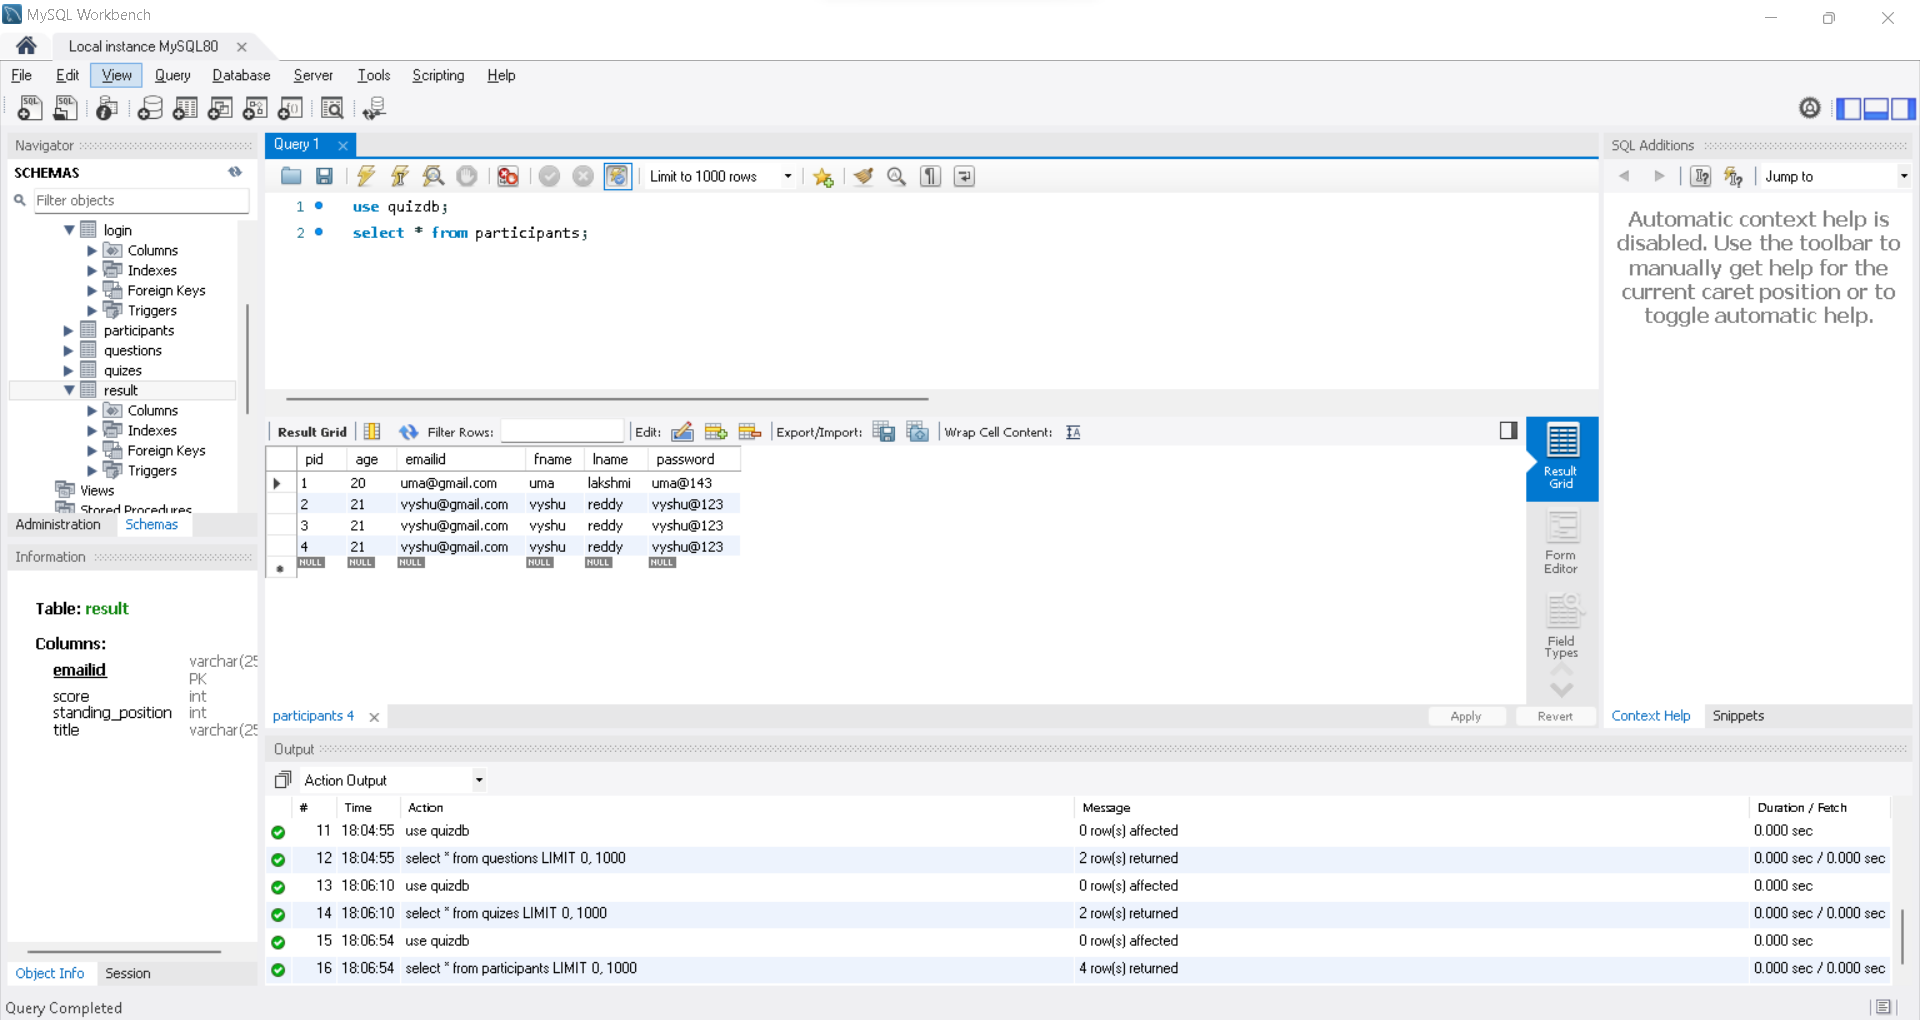 MySQL Workbench
Local instance MySQL80
File Edit View Query Database Server Tools Scripting Help
Navigator
SCHEMAS
Filter objects
login
Columns
Indexes
Foreign Keys
Triggers
participants
questions
quizes
result
Columns
Indexes
Foreign Keys
Triggers
Views
Stored Procedures
Administration Schemas
Information
Table: result
Columns:
emailid varchar(25
PK
score int
standing_position int
title varchar(25
Object Info Session
Query 1
Limit to 1000 rows
1 use quizdb;
2 select * from participants;
Result Grid Filter Rows: Edit: Export/Import: Wrap Cell Content:
pid age emailid fname lname password
1 20 uma@gmail.com uma lakshmi uma@143
2 21 vyshu@gmail.com vyshu reddy vyshu@123
3 21 vyshu@gmail.com vyshu reddy vyshu@123
4 21 vyshu@gmail.com vyshu reddy vyshu@123
NULL NULL NULL NULL NULL NULL
Result
Grid
Form
Editor
Field
Types
participants 4
Apply Revert
SQL Additions
Jump to
Automatic context help is
disabled. Use the toolbar to
manually get help for the
current caret position or to
toggle automatic help.
Context Help Snippets
Output
Action Output
# Time Action Message Duration / Fetch
11 18:04:55 use quizdb 0 row(s) affected 0.000 sec
12 18:04:55 select * from questions LIMIT 0, 1000 2 row(s) returned 0.000 sec / 0.000 sec
13 18:06:10 use quizdb 0 row(s) affected 0.000 sec
14 18:06:10 select * from quizes LIMIT 0, 1000 2 row(s) returned 0.000 sec / 0.000 sec
15 18:06:54 use quizdb 0 row(s) affected 0.000 sec
16 18:06:54 select * from participants LIMIT 0, 1000 4 row(s) returned 0.000 sec / 0.000 sec
Query Completed